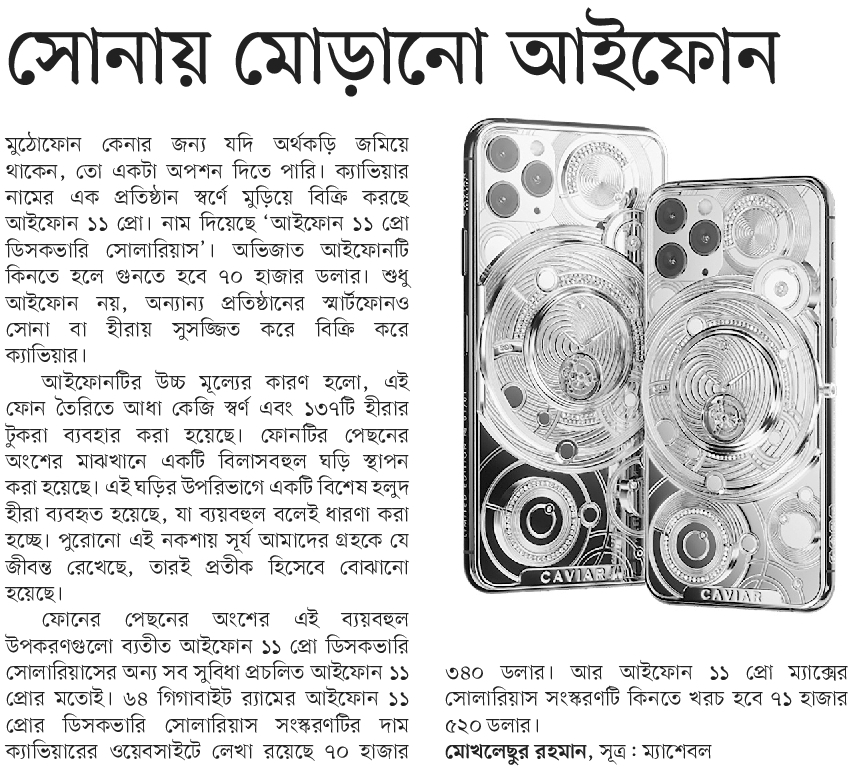 সোনায় মোড়ানো আইফোন
মুঠোফোন কেনার জন্য যদি অর্থকড়ি জমিয়ে
থাকেন, তো একটা অপশন দিতে পারি। ক্যাভিয়ার
নামের এক প্রতিষ্ঠান স্বর্ণে মুড়িয়ে বিক্রি করছে
আইফোন ১১ প্রো। নাম দিয়েছে ‘আইফোন ১১ প্রো
ডিসকভারি সোলারিয়াস’। অভিজাত আইফোনটি
কিনতে হলে গুনতে হবে ৭০ হাজার ডলার। শুধু
আইফোন নয়, অন্যান্য প্রতিষ্ঠানের স্মার্টফোনও
সোনা বা হীরায় সুসজ্জিত করে বিক্রি করে
ক্যাভিয়ার।
আইফোনটির উচ্চ মূল্যের কারণ হলো, এই
ফোন তৈরিতে আধা কেজি স্বর্ণ এবং ১৩৭টি হীরার
টুকরা ব্যবহার করা হয়েছে। ফোনটির পেছনের
অংশের মাঝখানে একটি বিলাসবহুল ঘড়ি স্থাপন
করা হয়েছে। এই ঘড়ির উপরিভাগে একটি বিশেষ হলুদ
হীরা ব্যবহৃত হয়েছে, যা ব্যয়বহুল বলেই ধারণা করা
হচ্ছে। পুরোনো এই নকশায় সূর্য আমাদের গ্রহকে যে
জীবন্ত রেখেছে, তারই প্রতীক হিসেবে বোঝানো
হয়েছে।
ফোনের পেছনের অংশের এই ব্যয়বহুল
উপকরণগুলো ব্যতীত আইফোন ১১ প্রো ডিসকভারি
সোলারিয়াসের অন্য সব সুবিধা প্রচলিত আইফোন ১১
প্রোর মতোই। ৬৪ গিগাবাইট র‍্যামের আইফোন ১১
প্রোর ডিসকভারি সোলারিয়াস সংস্করণটির দাম
ক্যাভিয়ারের ওয়েবসাইটে লেখা রয়েছে ৭০ হাজার
CAVIAR
CAVIAR
৩৪০ ডলার। আর আইফোন ১১ প্রো ম্যাক্সের
সোলারিয়াস সংস্করণটি কিনতে খরচ হবে ৭১ হাজার
৫২০ ডলার।
মোখলেছুর রহমান, সূত্র : ম্যাশেবল